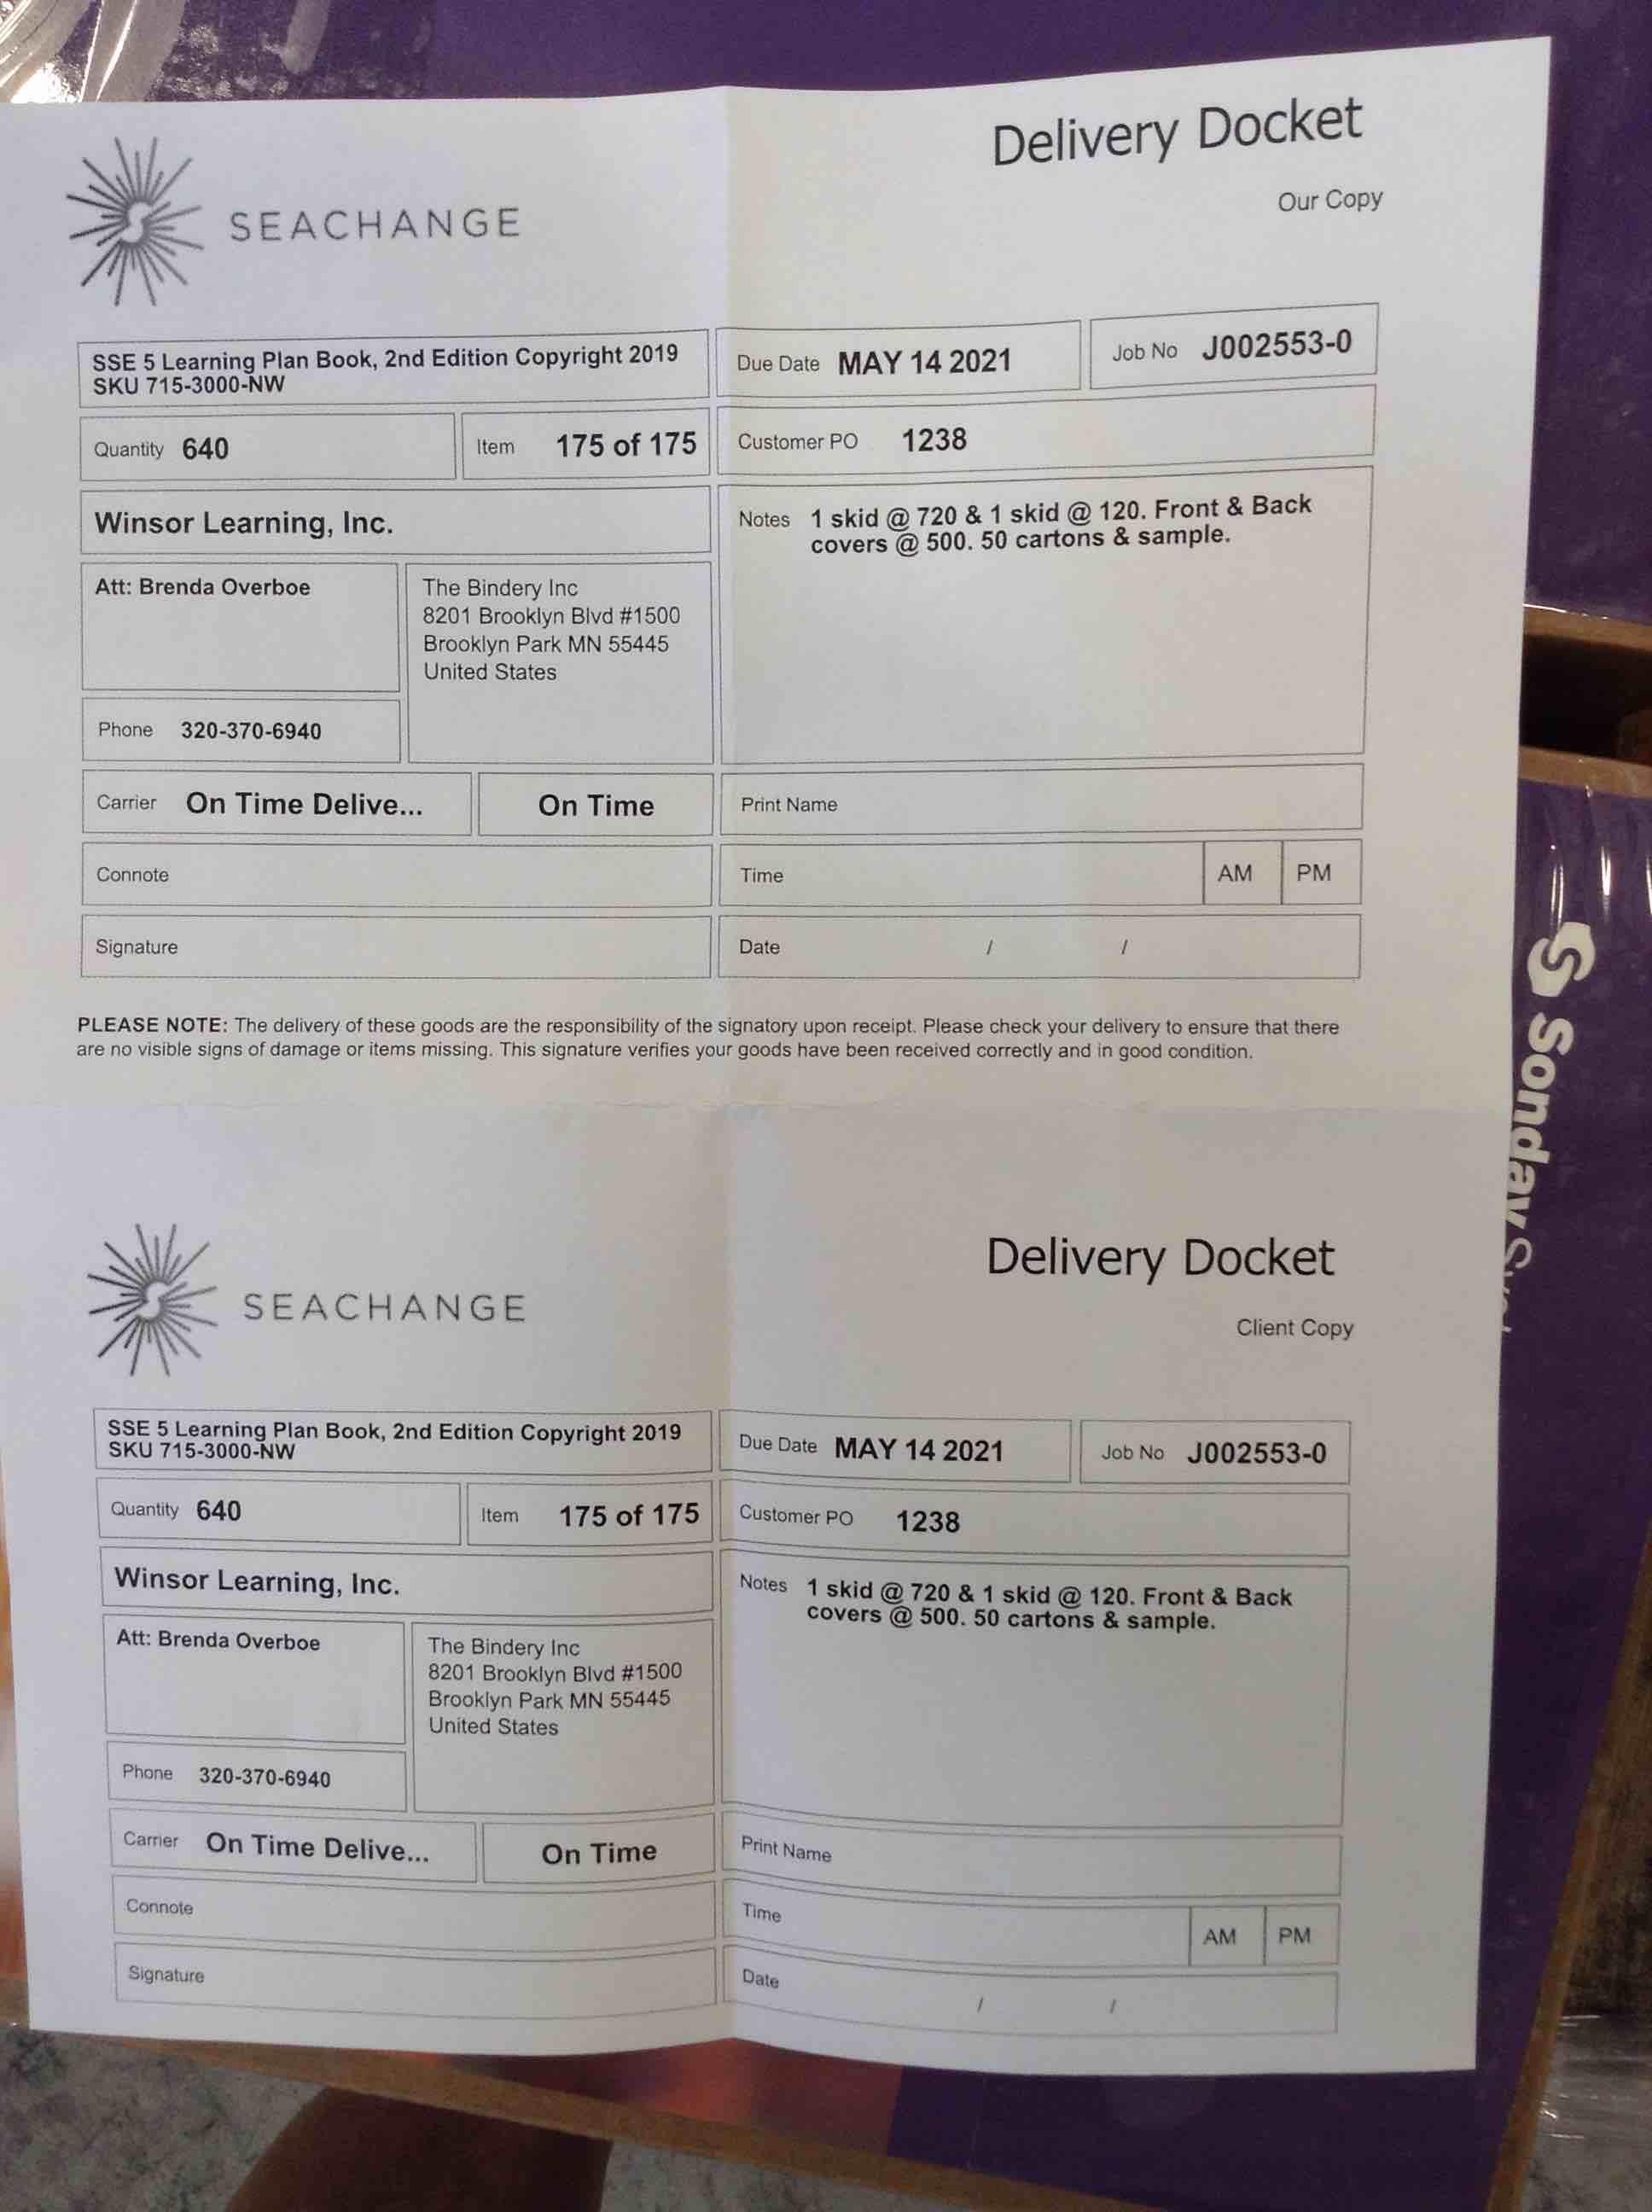 Delivery Docket
Our Copy
SEACHANGE
SSE 5 Learning Plan Book, 2nd Edition Copyright 2019
SKU 715-3000-NW
Due Date MAY 14 2021
Job No J002553-0
Quantity 640
Item 175 of 175
Customer PO 1238
Winsor Learning, Inc.
Notes 1 skid @ 720 & 1 skid @ 120. Front & Back
covers @ 500. 50 cartons & sample.
Att: Brenda Overboe
The Bindery Inc
8201 Brooklyn Blvd #1500
Brooklyn Park MN 55445
United States
Phone 320-370-6940
Carrier On Time Delive...
On Time
Print Name
Connote
Time
AM
PM
Signature
Date / /
PLEASE NOTE: The delivery of these goods are the responsibility of the signatory upon receipt. Please check your delivery to ensure that there
are no visible signs of damage or items missing. This signature verifies your goods have been received correctly and in good condition.
Delivery Docket
Client Copy
SEACHANGE
SSE 5 Learning Plan Book, 2nd Edition Copyright 2019
SKU 715-3000-NW
Due Date MAY 14 2021
Job No J002553-0
Quantity 640
Item 175 of 175
Customer PO 1238
Winsor Learning, Inc.
Notes 1 skid @ 720 & 1 skid @ 120. Front & Back
covers @ 500. 50 cartons & sample.
Att: Brenda Overboe
The Bindery Inc
8201 Brooklyn Blvd #1500
Brooklyn Park MN 55445
United States
Phone 320-370-6940
Carrier On Time Delive...
On Time
Print Name
Connote
Time
AM
PM
Signature
Date / /
Sonday